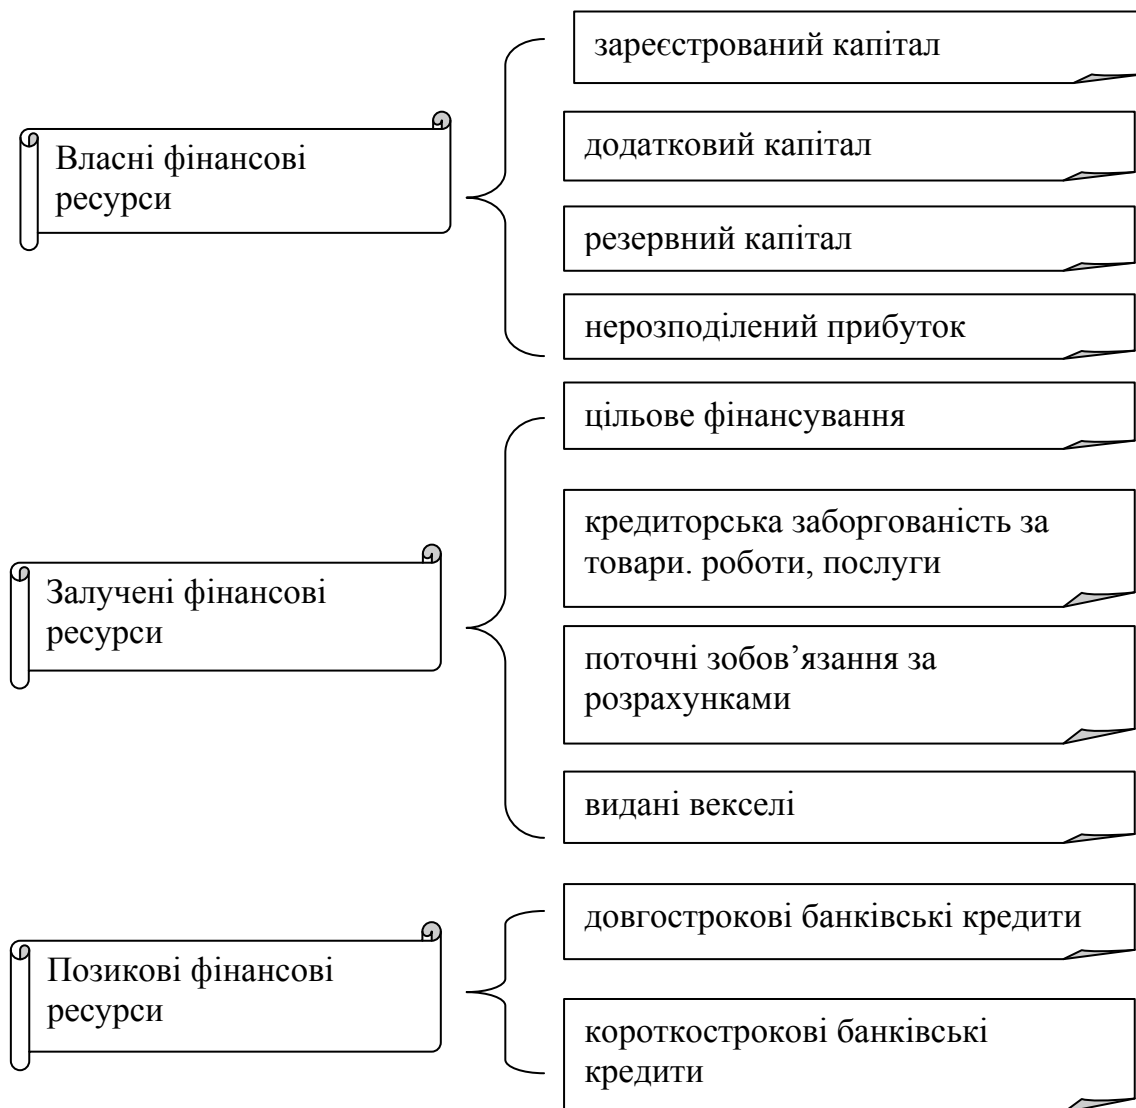 Власні фінансові
ресурси
зареєстрований капітал
додатковий капітал
резервний капітал
нерозподілений прибуток
Залучені фінансові
ресурси
цільове фінансування
кредиторська заборгованість за
товари. роботи, послуги
поточні зобов’язання за
розрахунками
видані векселі
Позикові фінансові
ресурси
довгострокові банківські кредити
короткострокові банківські
кредити